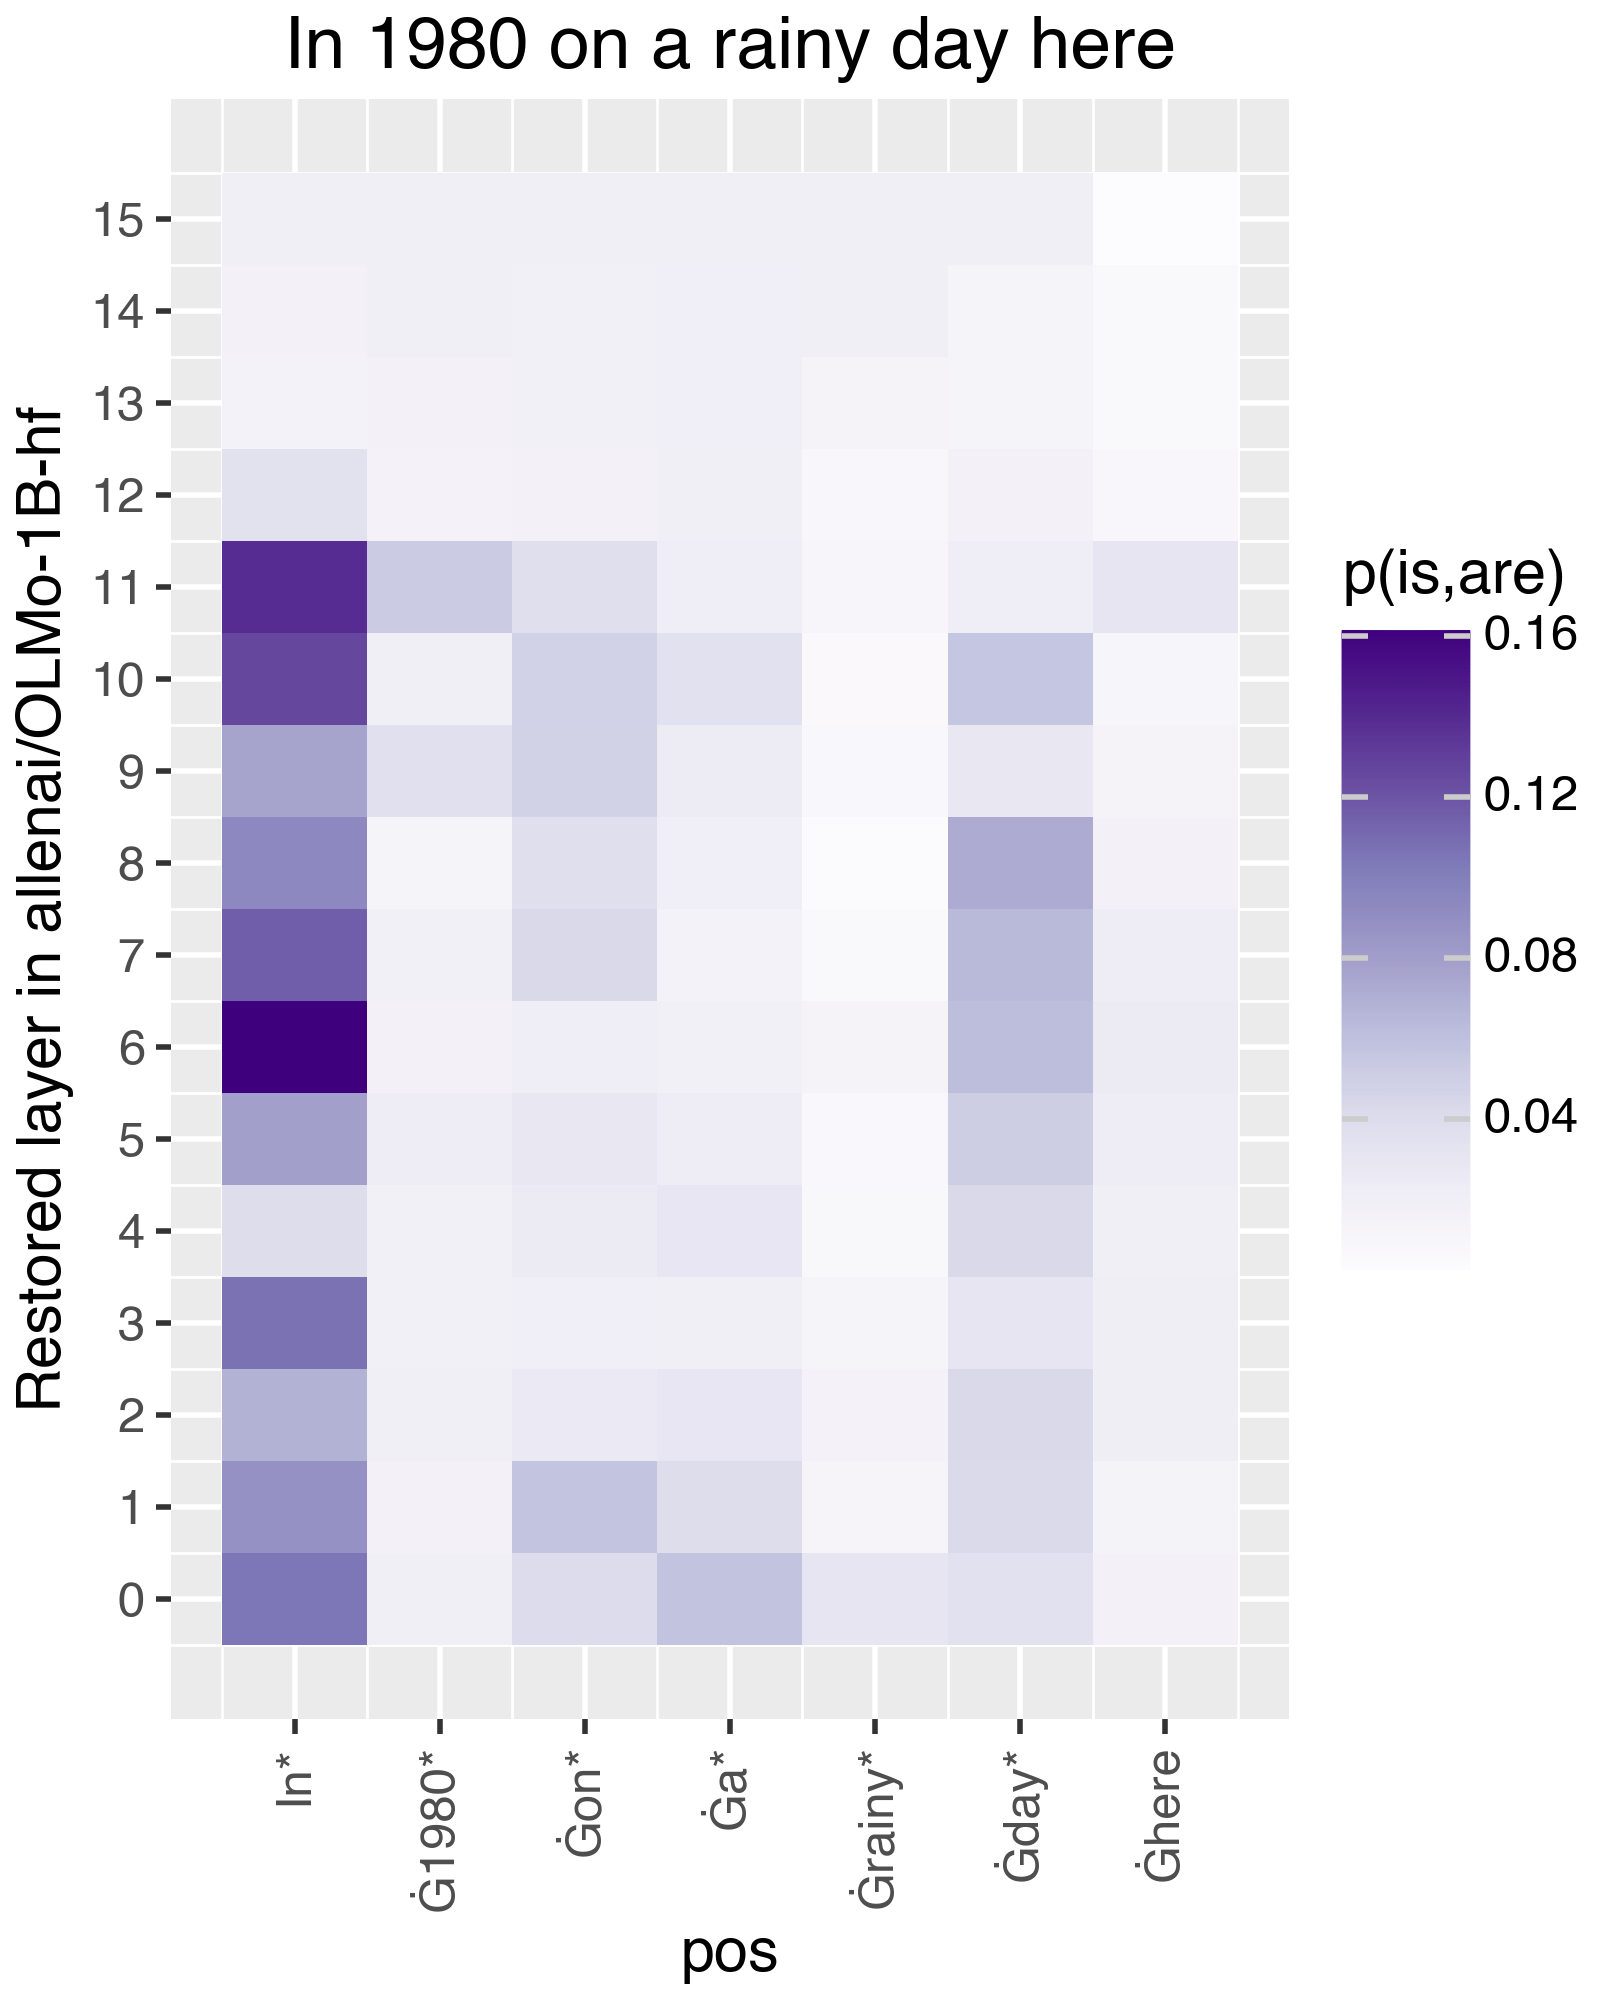 In 1980 on a rainy day here
Restored layer in allenai/OLMo-1B-hf
15
14
13
12
11
10
9
8
7
6
5
4
3
2
1
0
In*
Ġ1980*
Ġon*
Ġa*
Ġrainy*
Ġday*
Ġhere
pos
p(is,are)
0.16
0.12
0.08
0.04